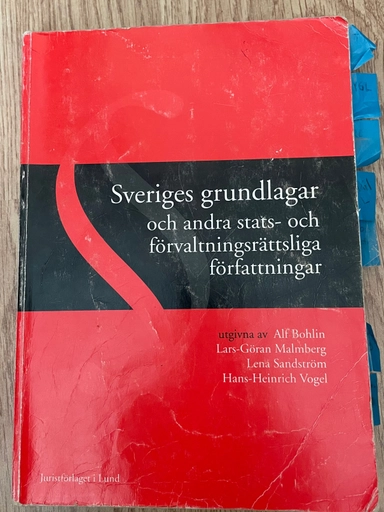 Sveriges grundlagar
och andra stats- och
förvaltningsrättsliga
författningar
utgivna av Alf Bohlin
Lars-Göran Malmberg
Lena Sandström
Hans-Heinrich Vogel
Juristförlaget i Lund